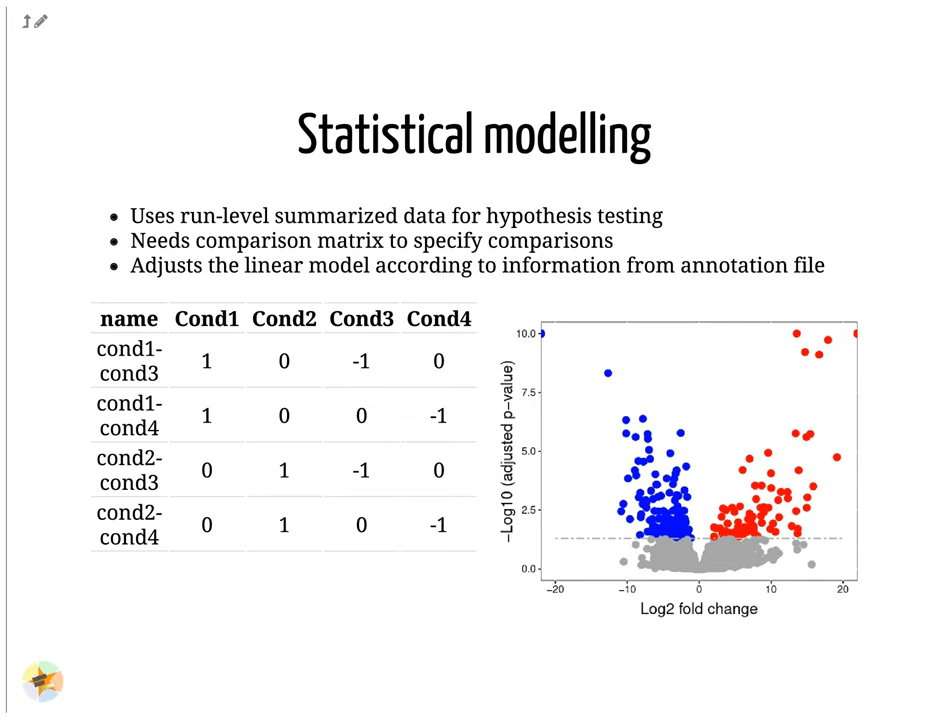 Statistical modelling
Uses run-level summarized data for hypothesis testing
Needs comparison matrix to specify comparisons
Adjusts the linear model according to information from annotation file
name Cond1 Cond2 Cond3 Cond4
cond1-
cond3 1 0 -1 0
cond1-
cond4 1 0 0 -1
cond2-
cond3 0 1 -1 0
cond2-
cond4 0 1 0 -1
−Log10 (adjusted p−value)
10.0
7.5
5.0
2.5
0.0
−20 −10 0 10 20
Log2 fold change